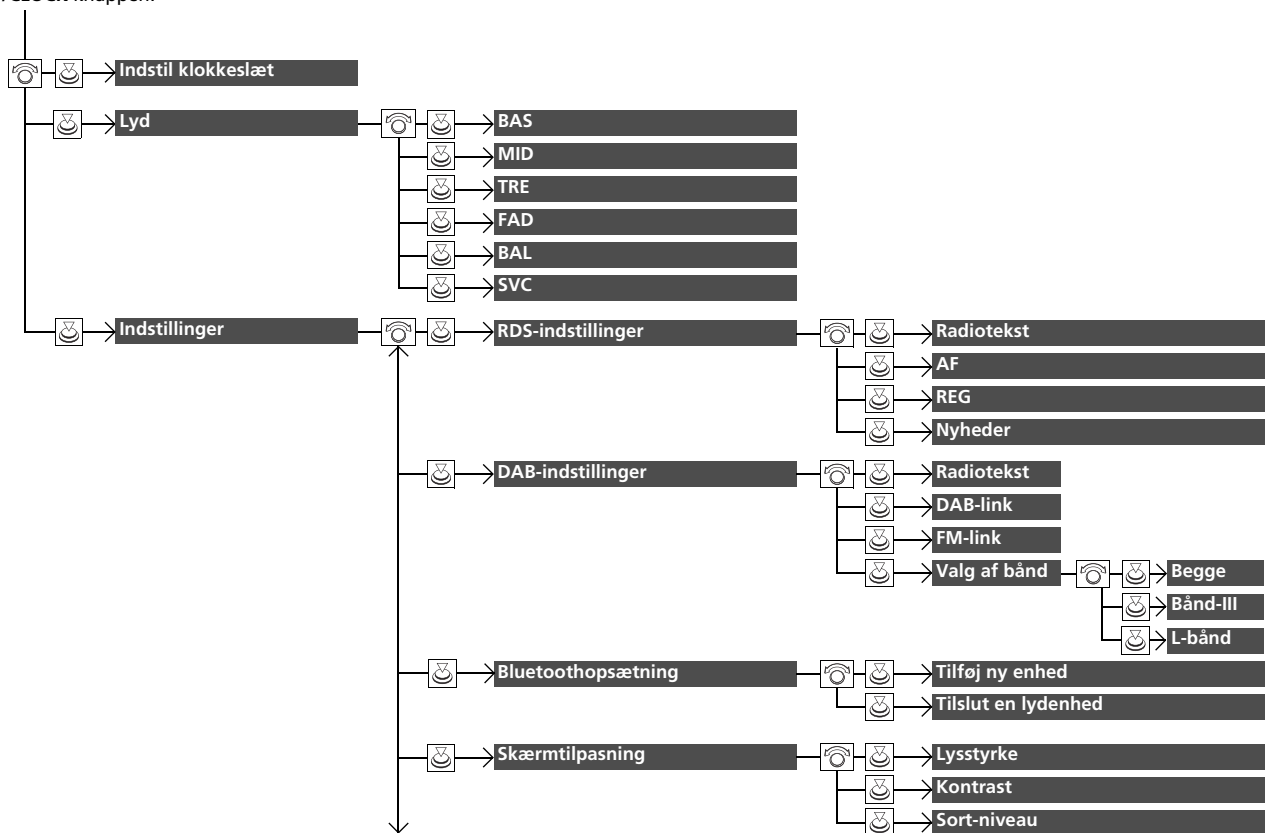 Indstil klokkeslæt
Lyd
BAS
MID
TRE
FAD
BAL
SVC
Indstillinger
RDS-indstillinger
Radiotekst
AF
REG
Nyheder
DAB-indstillinger
Radiotekst
DAB-link
FM-link
Valg af bånd
Begge
Bånd-III
L-bånd
Bluetoothopsætning
Tilføj ny enhed
Tilslut en lydenhed
Skærmtilpasning
Lysstyrke
Kontrast
Sort-niveau